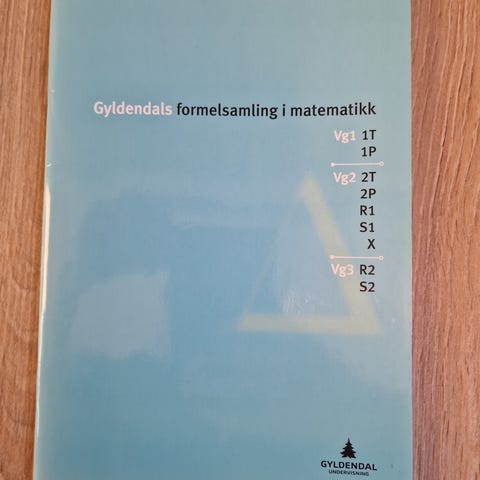 Gyldendals formelsamling i matematikk
Vg1 1T
1P
Vg2 2T
2P
R1
S1
X
Vg3 R2
S2
GYLDENDAL
UNDERVISNING